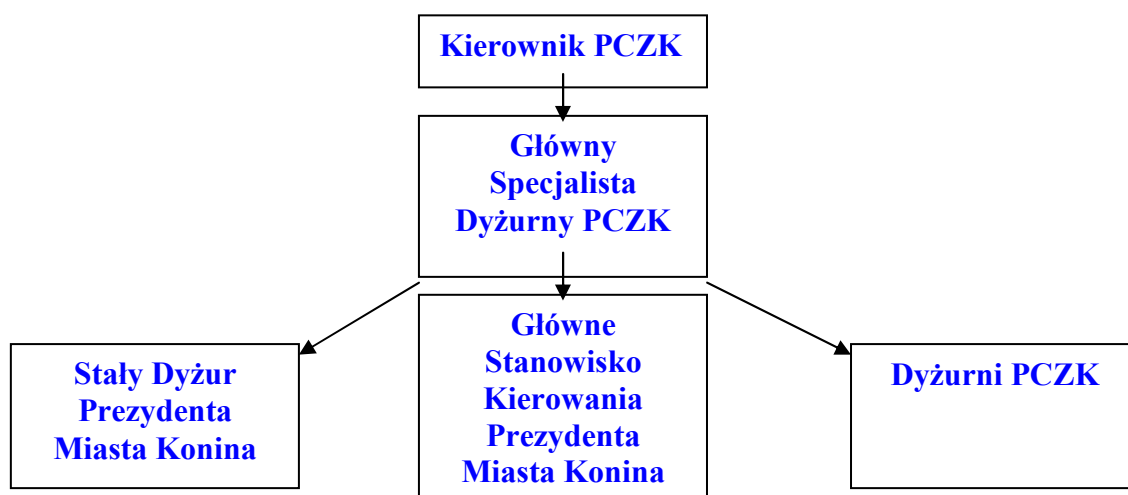 Kierownik PCZK
Główny
Specjalista
Dyżurny PCZK
Stały Dyżur
Prezydenta
Miasta Konina
Główne
Stanowisko
Kierowania
Prezydenta
Miasta Konina
Dyżurni PCZK